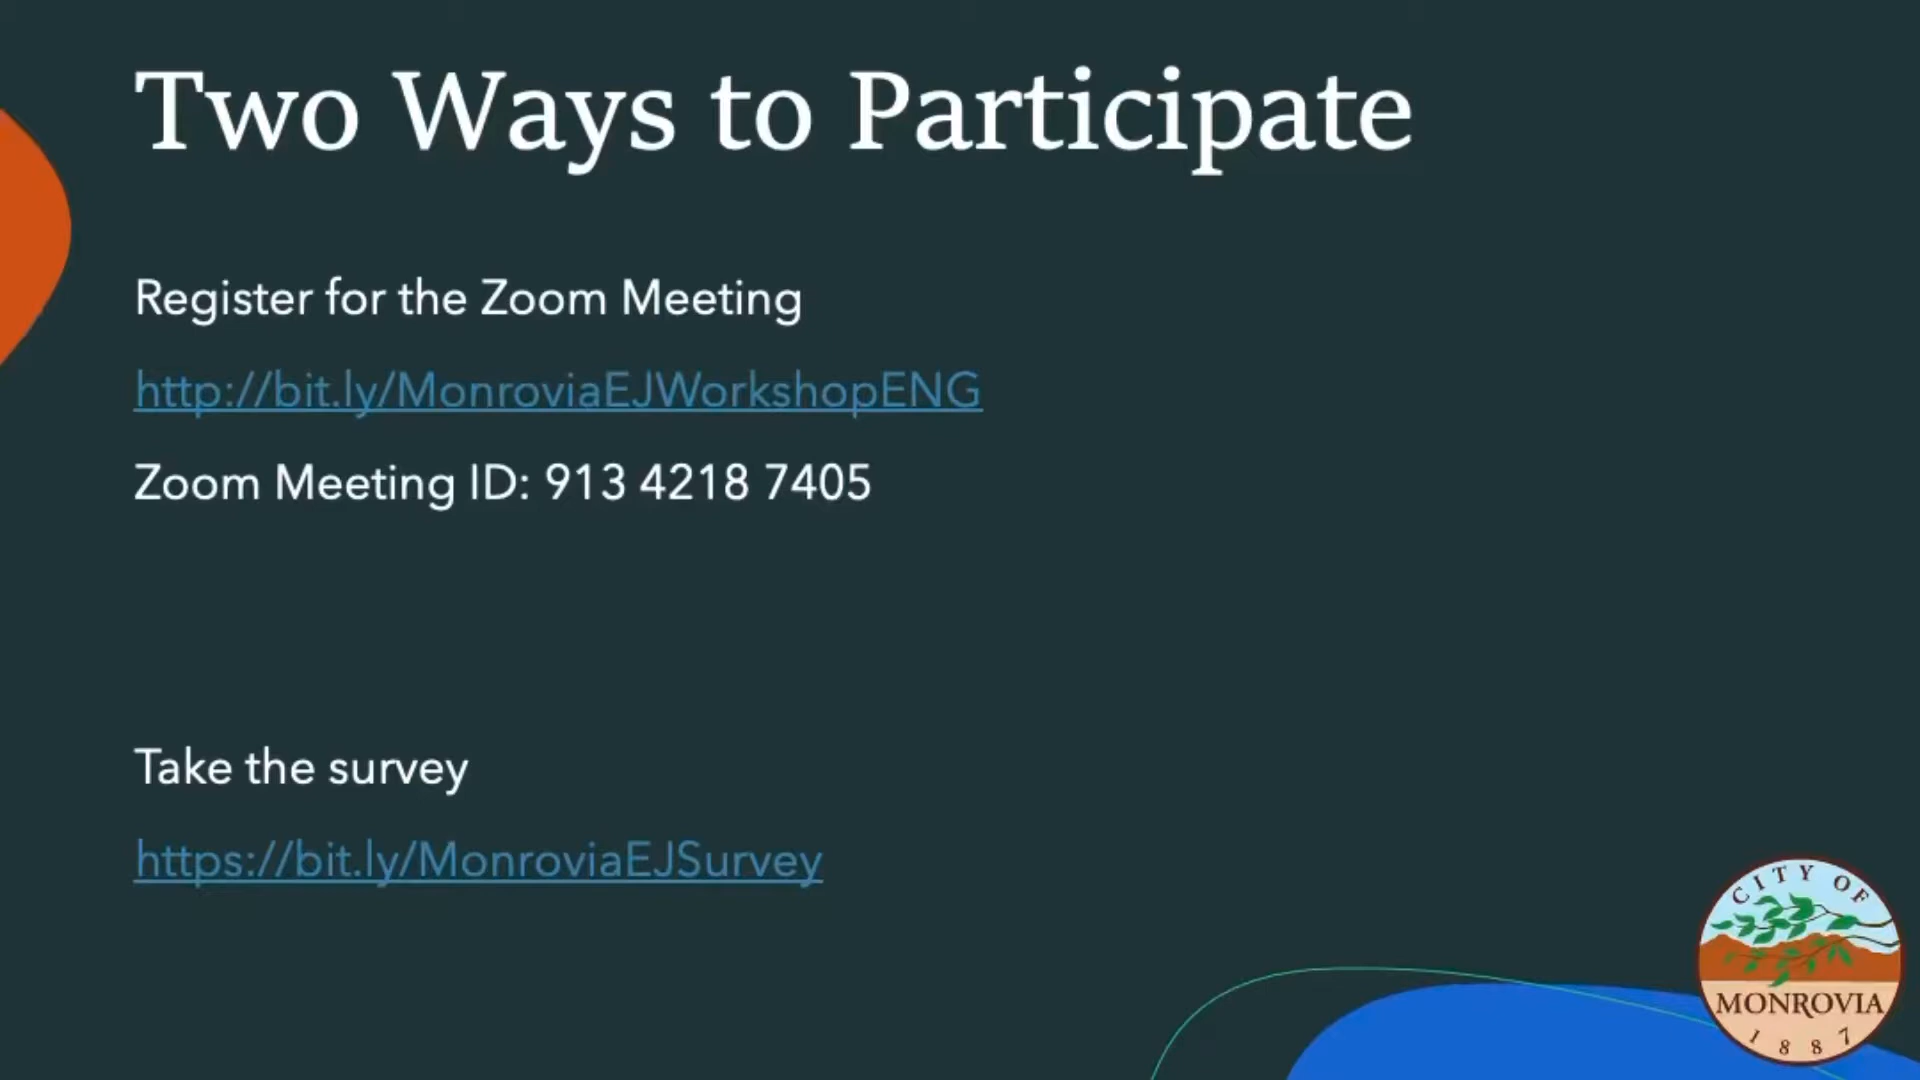 Two Ways to Participate
Register for the Zoom Meeting
http://bit.ly/MonroviaEJWorkshopENG
Zoom Meeting ID: 913 4218 7405
Take the survey
https://bit.ly/MonroviaEJSurvey
CITY OF
MONROVIA
1887